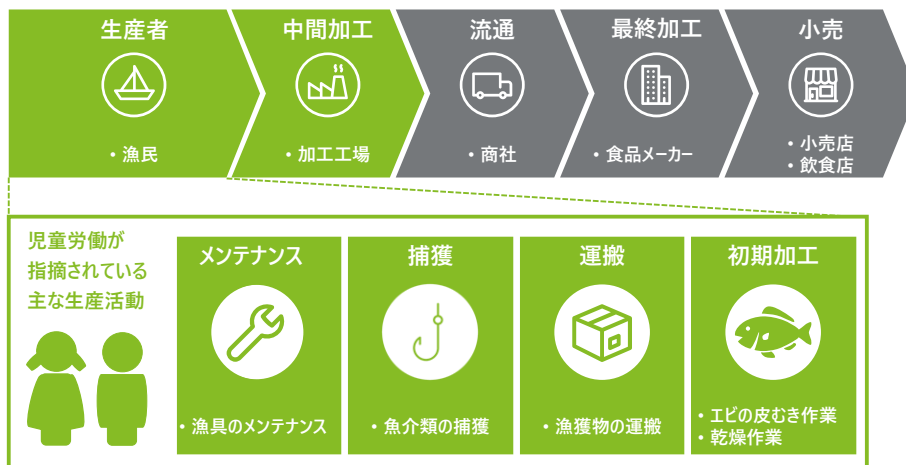 生産者
中間加工
流通
最終加工
小売
・漁民
・加工工場
・商社
・食品メーカー
・小売店
・飲食店
児童労働が
指摘されている
主な生産活動
メンテナンス
捕獲
運搬
初期加工
・漁具のメンテナンス
・魚介類の捕獲
・漁獲物の運搬
・エビの皮むき作業
・乾燥作業